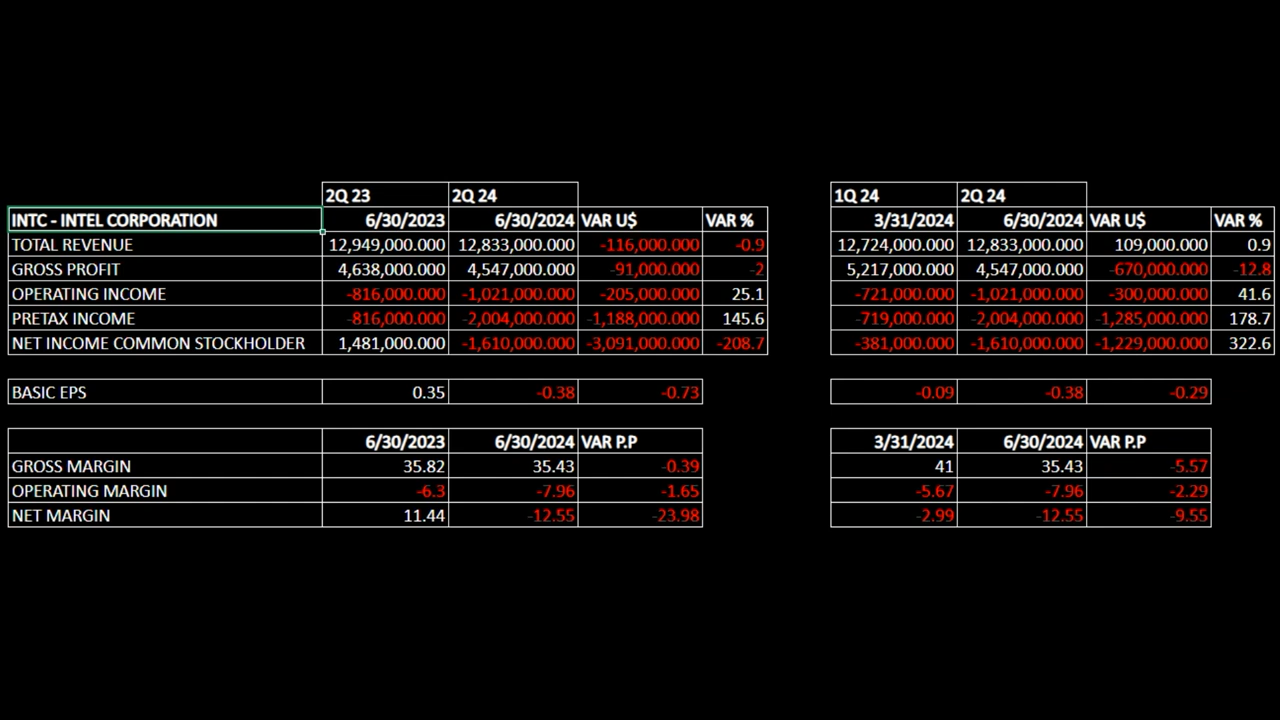 2Q 23 2Q 24 1Q 24 2Q 24
INTC - INTEL CORPORATION 6/30/2023 6/30/2024 VAR U$ VAR % 3/31/2024 6/30/2024 VAR U$ VAR %
TOTAL REVENUE 12,949,000.000 12,833,000.000 -116,000.000 -0.9 12,724,000.000 12,833,000.000 109,000.000 0.9
GROSS PROFIT 4,638,000.000 4,547,000.000 -91,000.000 -2 5,217,000.000 4,547,000.000 -670,000.000 -12.8
OPERATING INCOME -816,000.000 -1,021,000.000 -205,000.000 25.1 -721,000.000 -1,021,000.000 -300,000.000 41.6
PRETAX INCOME -816,000.000 -2,004,000.000 -1,188,000.000 145.6 -719,000.000 -2,004,000.000 -1,285,000.000 178.7
NET INCOME COMMON STOCKHOLDER 1,481,000.000 -1,610,000.000 -3,091,000.000 -208.7 -381,000.000 -1,610,000.000 -1,229,000.000 322.6
BASIC EPS 0.35 -0.38 -0.73 -0.09 -0.38 -0.29
6/30/2023 6/30/2024 VAR P.P 3/31/2024 6/30/2024 VAR P.P
GROSS MARGIN 35.82 35.43 -0.39 41 35.43 -5.57
OPERATING MARGIN -6.3 -7.96 -1.65 -5.67 -7.96 -2.29
NET MARGIN 11.44 -12.55 -23.98 -2.99 -12.55 -9.55